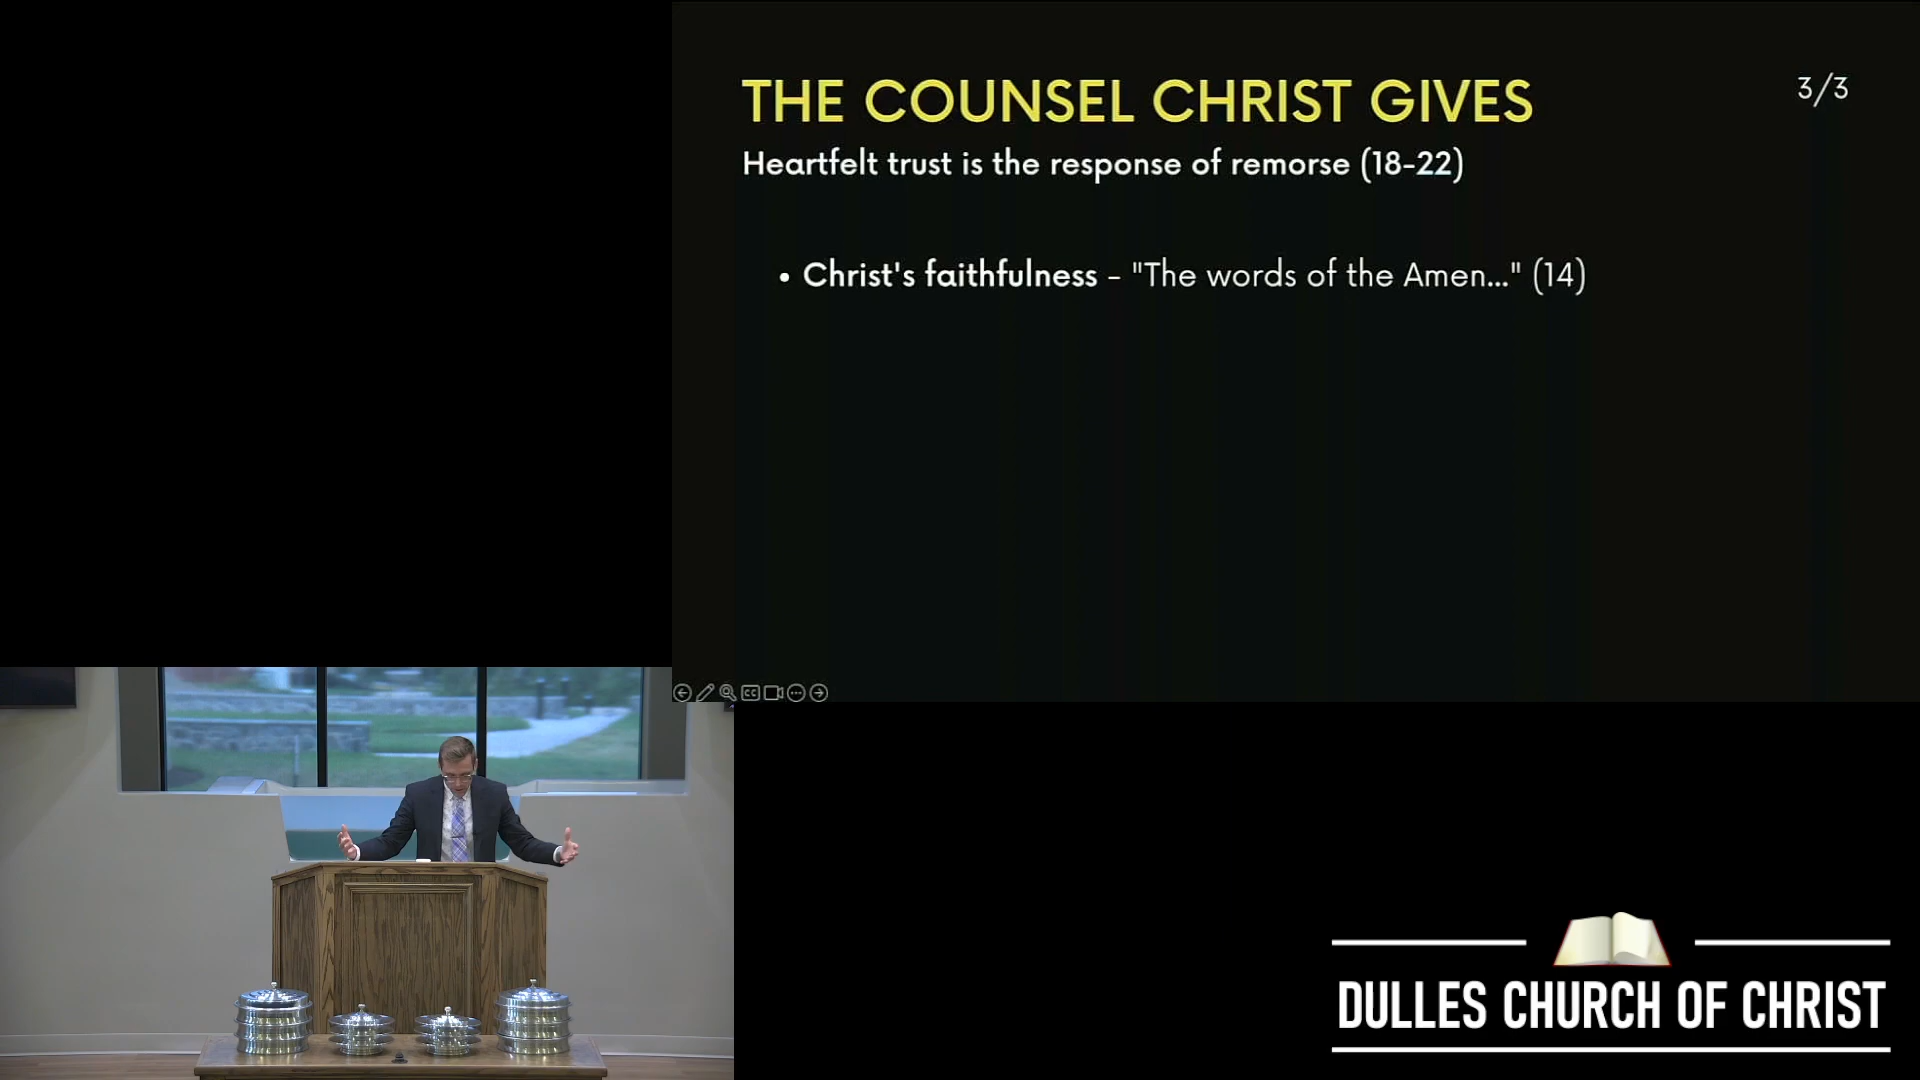 THE COUNSEL CHRIST GIVES
3/3
Heartfelt trust is the response of remorse (18-22)
• Christ's faithfulness - "The words of the Amen..." (14)
CC
DULLES CHURCH OF CHRIST